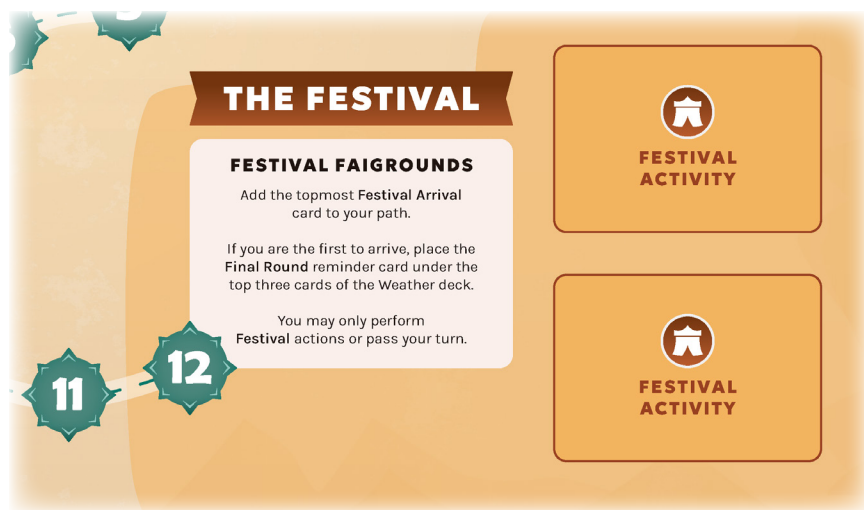 THE FESTIVAL
FESTIVAL FAIGROUNDS
Add the topmost Festival Arrival
card to your path.
If you are the first to arrive, place the
Final Round reminder card under the
top three cards of the Weather deck.
You may only perform
Festival actions or pass your turn.
11
12
FESTIVAL
ACTIVITY
FESTIVAL
ACTIVITY